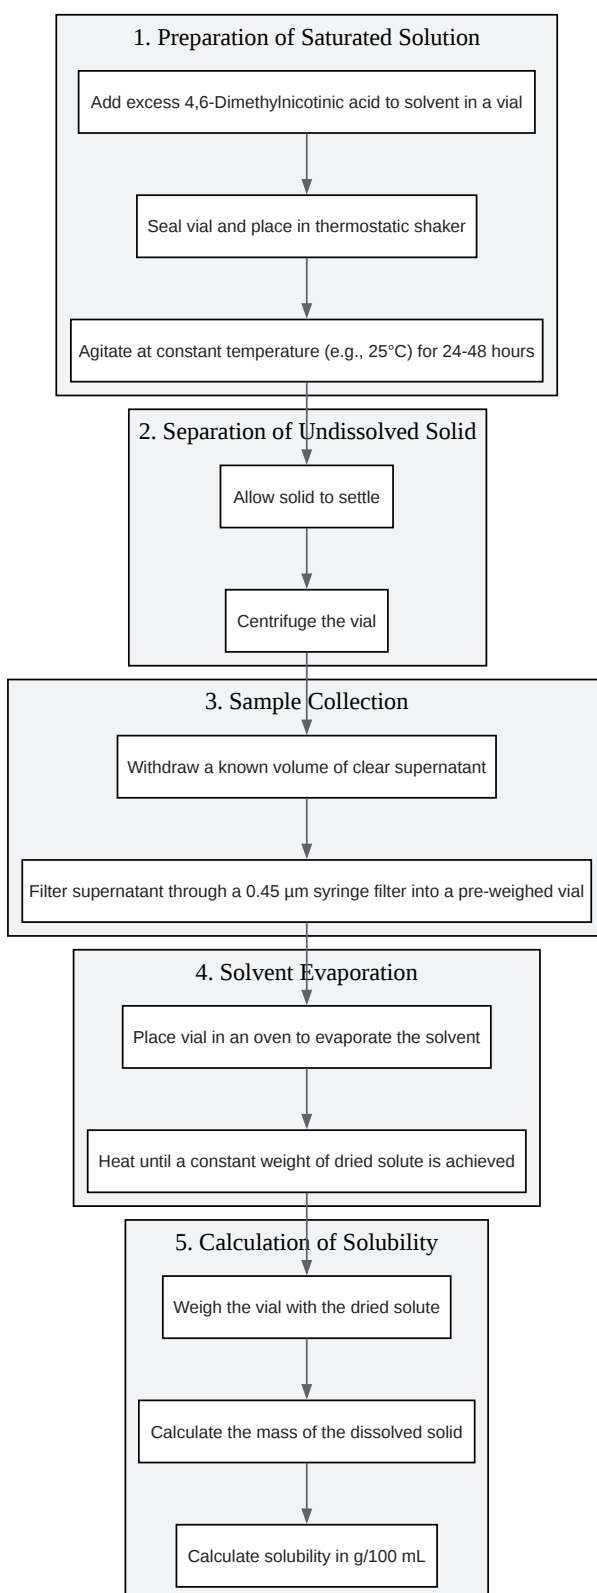 1. Preparation of Saturated Solution
Add excess 4,6-Dimethylnicotinic acid to solvent in a vial
Seal vial and place in thermostatic shaker
Agitate at constant temperature (e.g., 25°C) for 24-48 hours
2. Separation of Undissolved Solid
Allow solid to settle
Centrifuge the vial
3. Sample Collection
Withdraw a known volume of clear supernatant
Filter supernatant through a 0.45 µm syringe filter into a pre-weighed vial
4. Solvent Evaporation
Place vial in an oven to evaporate the solvent
Heat until a constant weight of dried solute is achieved
5. Calculation of Solubility
Weigh the vial with the dried solute
Calculate the mass of the dissolved solid
Calculate solubility in g/100 mL